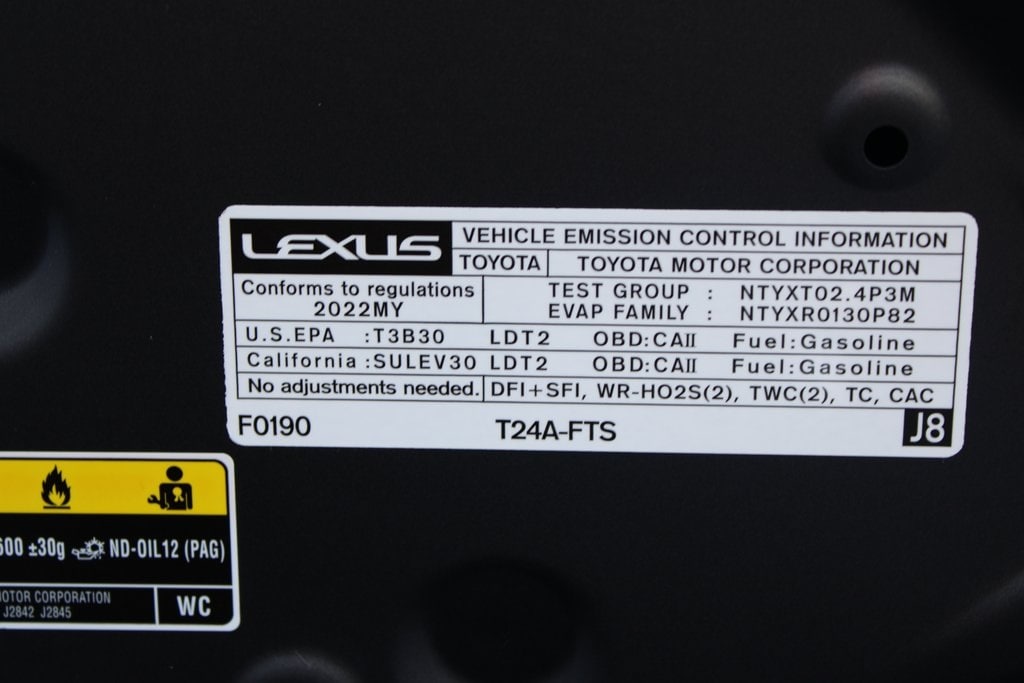 LEXUS
VEHICLE EMISSION CONTROL INFORMATION
TOYOTA TOYOTA MOTOR CORPORATION
Conforms to regulations
2022MY
TEST GROUP : NTYXT02.4P3M
EVAP FAMILY : NTYXR0130P82
U.S.EPA :T3B30 LDT2 OBD:CAII Fuel:Gasoline
California :SULEV30 LDT2 OBD:CAII Fuel:Gasoline
No adjustments needed. DFI+SFI, WR-HO2S(2), TWC(2), TC, CAC
F0190 T24A-FTS J8
600 ±30g ND-OIL12 (PAG)
MOTOR CORPORATION
J2842 J2845
WC